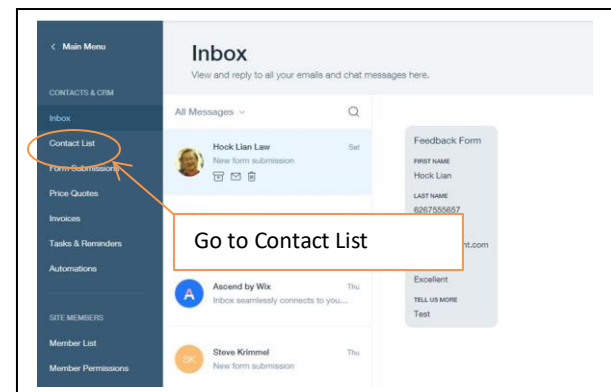 < Main Menu
CONTACTS & CRM
Inbox
Contact List
Form Submissions
Price Quotes
Invoices
Tasks & Reminders
Automations
SITE MEMBERS
Member List
Member Permissions
Inbox
View and reply to all your emails and chat messages here.
All Messages
Hock Lian Law Sat
New form submission
Go to Contact List
A Ascend by Wix Thu
Inbox seamlessly connects to you...
SK Steve Krimmel Thu
New form submission
Feedback Form
FIRST NAME
Hock Lian
LAST NAME
6267555657
nt.com
Excellent
TELL US MORE
Test